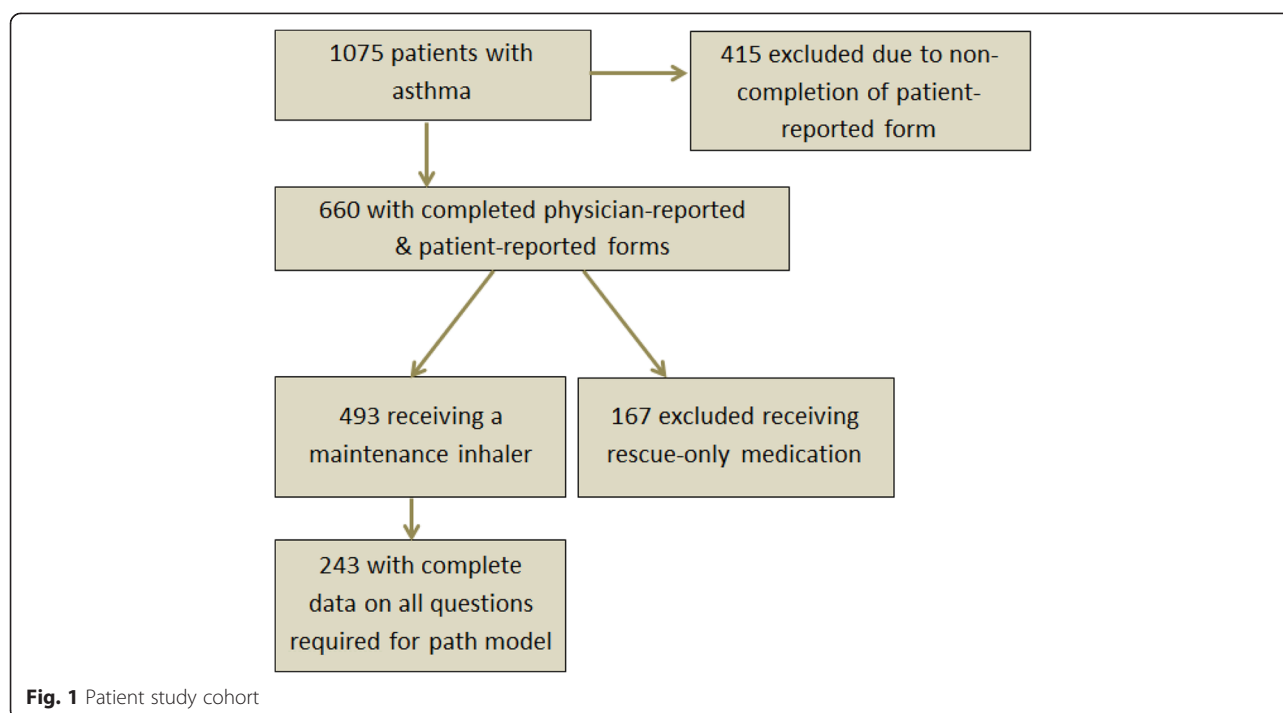 1075 patients with
asthma
415 excluded due to non-
completion of patient-
reported form
660 with completed physician-reported
& patient-reported forms
493 receiving a
maintenance inhaler
167 excluded receiving
rescue-only medication
243 with complete
data on all questions
required for path model
Fig. 1 Patient study cohort